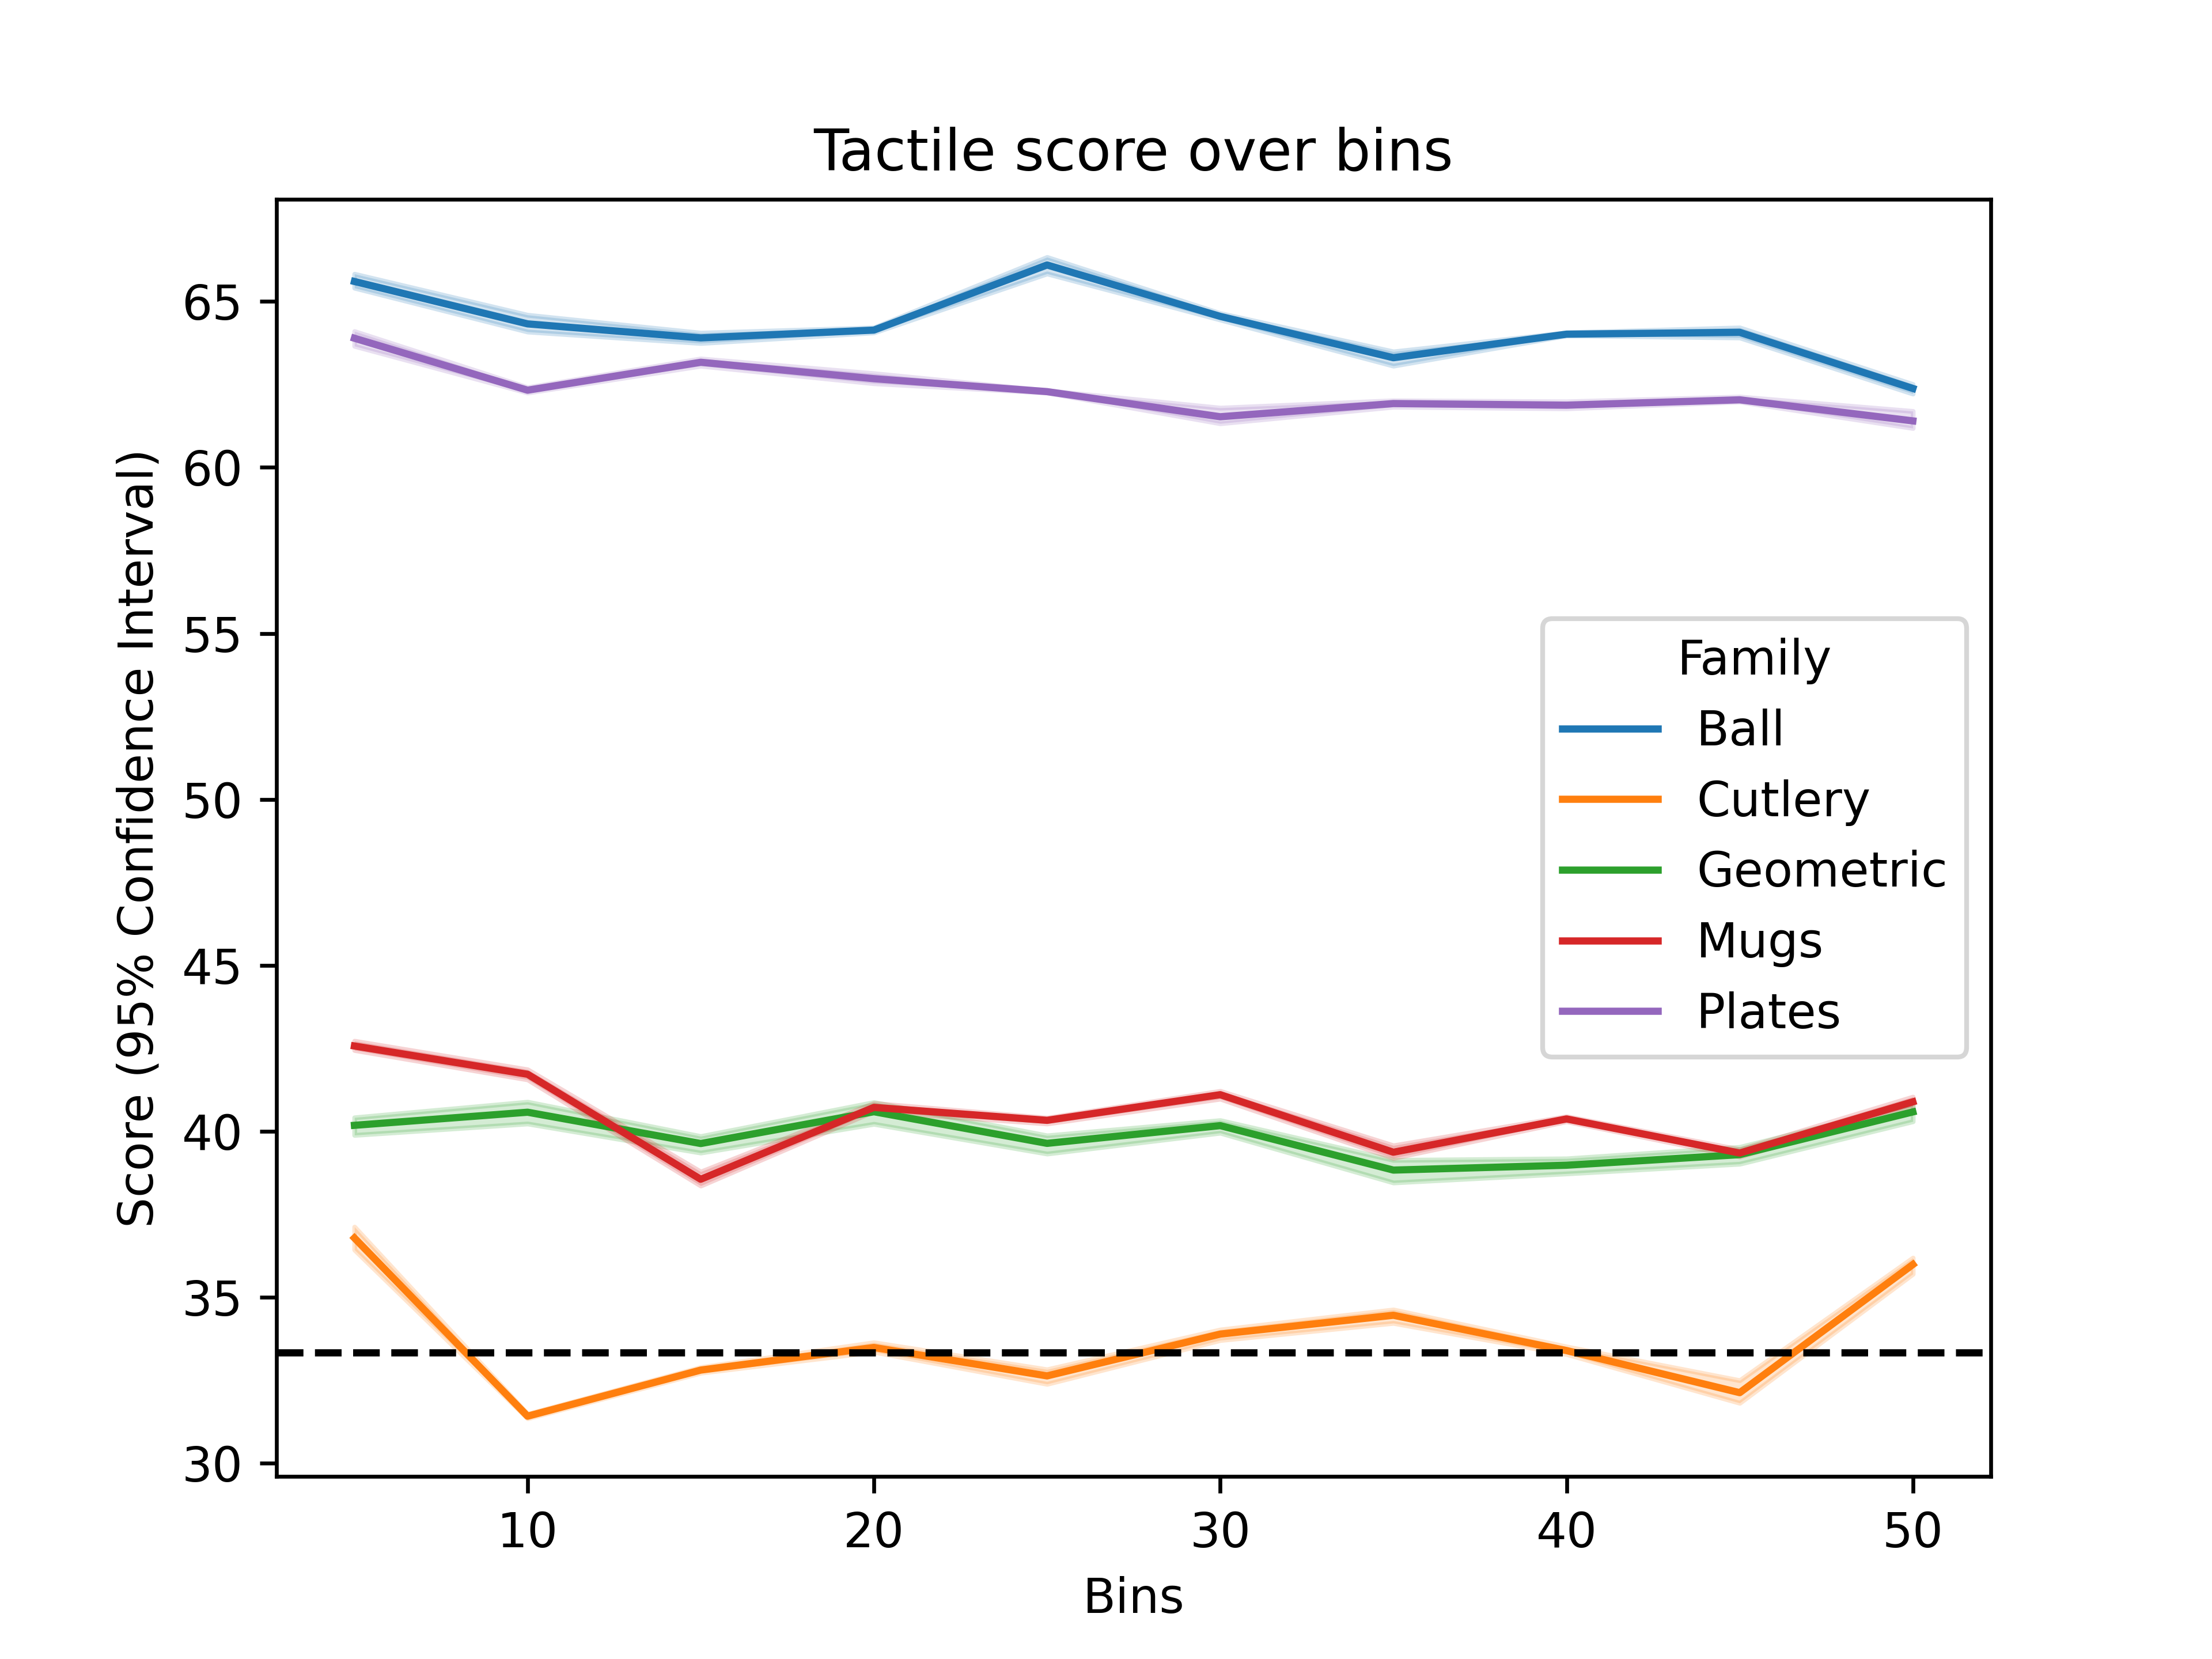 Tactile score over bins
Score (95% Confidence Interval)
65
60
55
50
45
40
35
30
Family
Ball
Cutlery
Geometric
Mugs
Plates
10 20 30 40 50
Bins